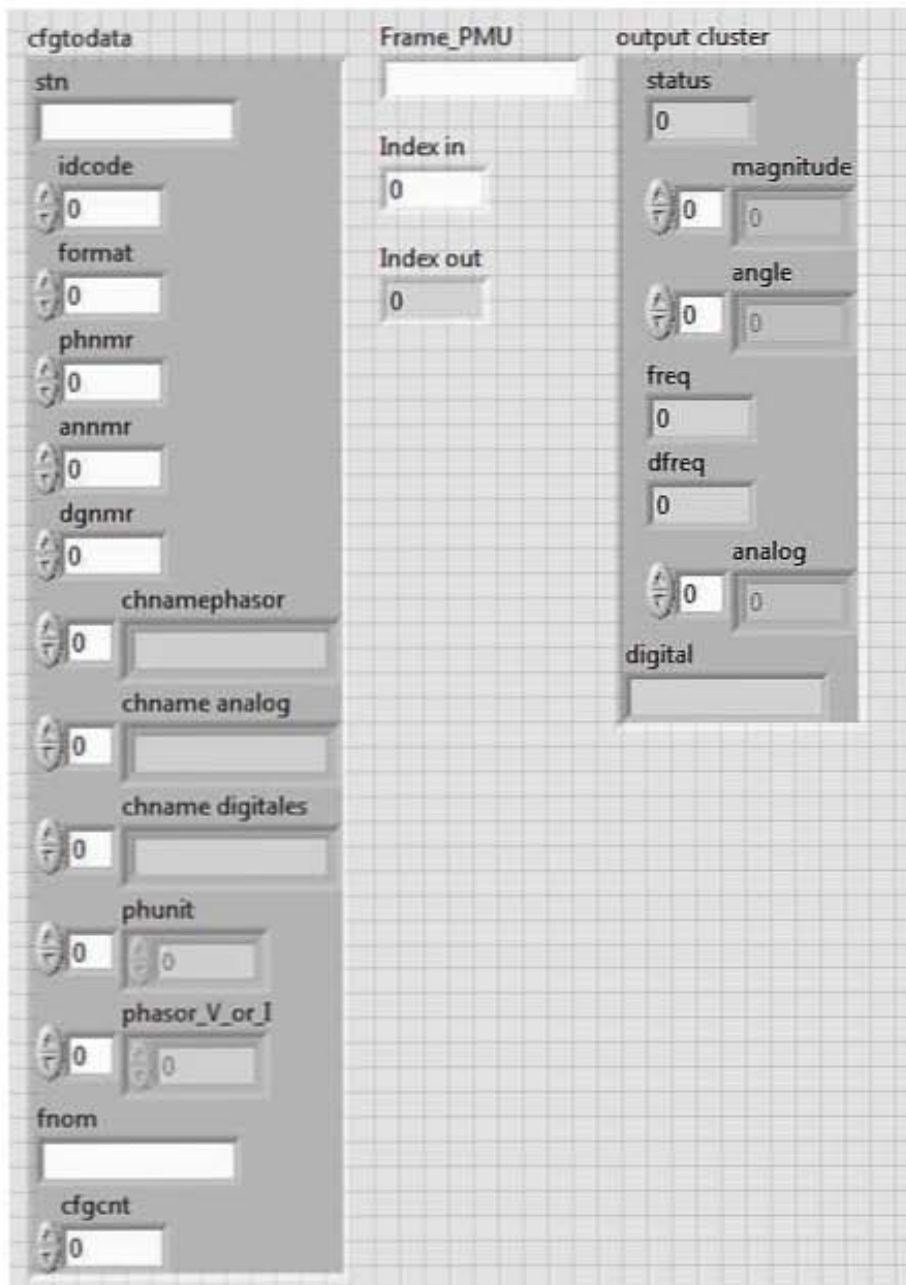 cfgtodata
stn
idcode
0
format
0
phnmr
0
annmr
0
dgnmr
0
chnamephasor
0
chname analog
0
chname digitales
0
phunit
0 0
phasor_V_or_I
0 0
fnom
cfgcnt
0
Frame_PMU
Index in
0
Index out
0
output cluster
status
0
magnitude
0 0
angle
0 0
freq
0
dfreq
0
analog
0 0
digital